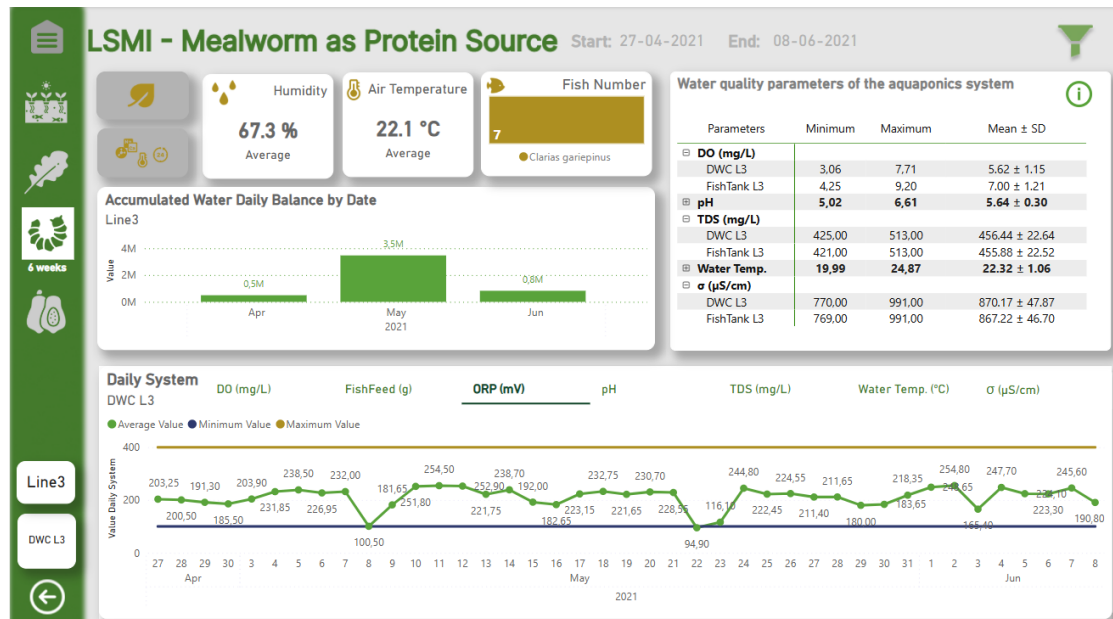 LSMI - Mealworm as Protein Source Start: 27-04-2021 End: 08-06-2021
6 weeks
Line3
DWC L3
Humidity
67.3 %
Average
Air Temperature
22.1 °C
Average
Fish Number
7
Clarias gariepinus
Water quality parameters of the aquaponics system
Parameters Minimum Maximum Mean ± SD
DO (mg/L)
DWC L3 3,06 7,71 5.62 ± 1.15
FishTank L3 4,25 9,20 7.00 ± 1.21
pH 5,02 6,61 5.64 ± 0.30
TDS (mg/L)
DWC L3 425,00 513,00 456.44 ± 22.64
FishTank L3 421,00 513,00 455.88 ± 22.52
Water Temp. 19,99 24,87 22.32 ± 1.06
σ (µS/cm)
DWC L3 770,00 991,00 870.17 ± 47.87
FishTank L3 769,00 991,00 867.22 ± 46.70
Accumulated Water Daily Balance by Date
Line3
Value
4M
2M
0M
0,5M 3,5M 0,8M
Apr May Jun
2021
Daily System
DWC L3
DO (mg/L) FishFeed (g) ORP (mV) pH TDS (mg/L) Water Temp. (ºC) σ (µS/cm)
Average Value Minimum Value Maximum Value
Value Daily System
400
200
0
203,25 200,50 191,30 185,50 203,90 231,85 238,50 226,95 232,00 100,50 181,65 251,80 254,50 252,90 221,75 238,70 192,00 182,65 223,15 232,75 221,65 230,70 228,55 94,90 116,10 244,80 222,45 224,55 211,40 211,65 180,00 183,65 218,35 248,65 254,80 165,40 247,70 224,10 223,30 245,60 190,80
27 28 29 30 3 4 5 6 7 8 9 10 11 12 13 14 15 16 17 18 19 20 21 22 23 24 25 26 27 28 29 30 31 1 2 3 4 5 6 7 8
Apr May Jun
2021